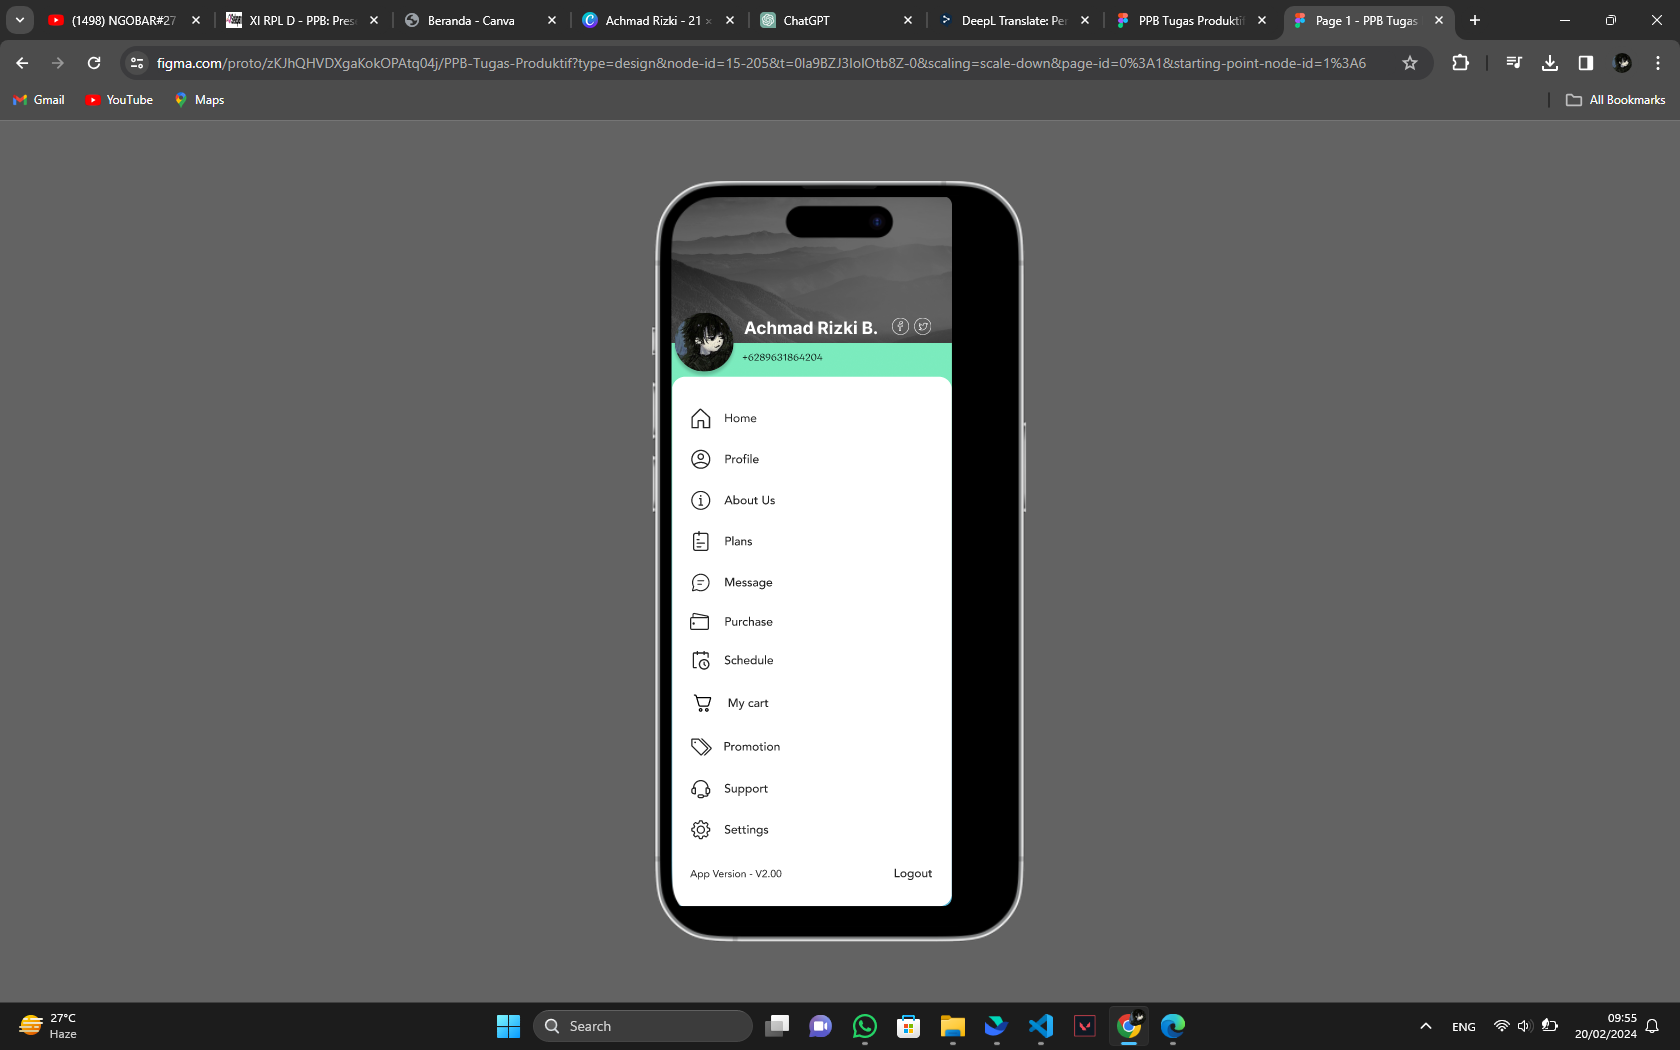 (1498) NGOBAR#27
XI RPL D - PPB: Pres
Beranda - Canva
Achmad Rizki - 21
ChatGPT
DeepL Translate: Pe
PPB Tugas Produkti
Page 1 - PPB Tugas
figma.com/proto/zKJhQHVDXgaKokOPAtq04j/PPB-Tugas-Produktif?type=design&node-id=15-205&t=0la9BZJ3IolOtb8Z-0&scaling=scale-down&page-id=0%3A1&starting-point-node-id=1%3A6
Gmail
YouTube
Maps
All Bookmarks
Achmad Rizki B.
+6289631864204
Home
Profile
About Us
Plans
Message
Purchase
Schedule
My cart
Promotion
Support
Settings
App Version - V2.00
Logout
27°C
Haze
Search
ENG
09:55
20/02/2024